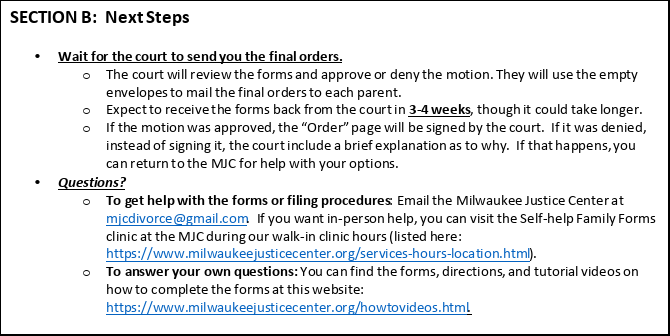 SECTION B: Next Steps
• Wait for the court to send you the final orders.
o The court will review the forms and approve or deny the motion. They will use the empty
envelopes to mail the final orders to each parent.
o Expect to receive the forms back from the court in 3-4 weeks, though it could take longer.
o If the motion was approved, the “Order” page will be signed by the court. If it was denied,
instead of signing it, the court include a brief explanation as to why. If that happens, you
can return to the MJC for help with your options.
• Questions?
o To get help with the forms or filing procedures: Email the Milwaukee Justice Center at
mjcdivorce@gmail.com. If you want in-person help, you can visit the Self-help Family Forms
clinic at the MJC during our walk-in clinic hours (listed here:
https://www.milwaukeejusticecenter.org/services-hours-location.html).
o To answer your own questions: You can find the forms, directions, and tutorial videos on
how to complete the forms at this website:
https://www.milwaukeejusticecenter.org/howtovideos.html.